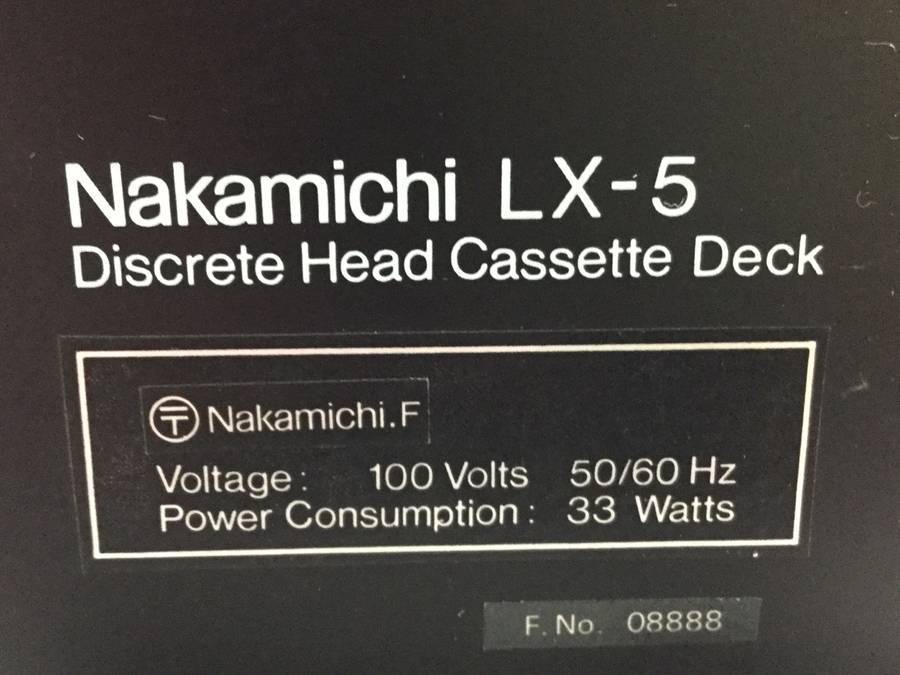 Nakamichi LX-5
Discrete Head Cassette Deck
〒 Nakamichi.F
Voltage: 100 Volts 50/60 Hz
Power Consumption: 33 Watts
F. No. 08888